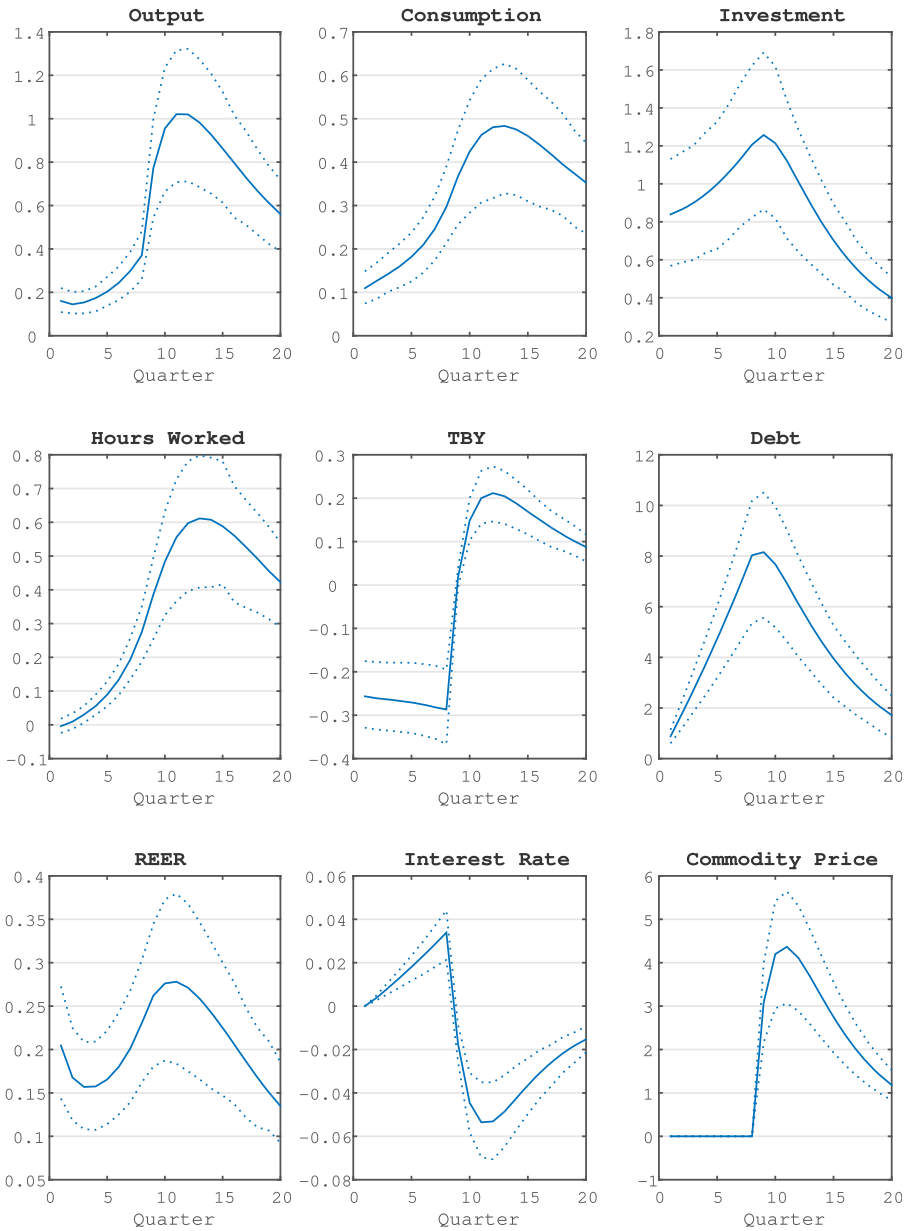 Output Consumption Investment
1.4 0.7 1.8
1.2 0.6 1.6
1 0.5 1.4
0.8 0.4 1.2
0.6 0.3 1
0.4 0.2 0.8
0.2 0.1 0.6
0 0 0.4
0.2
0 5 10 15 20 0 5 10 15 20 0 5 10 15 20
Quarter Quarter Quarter
Hours Worked TBY Debt
0.8 0.3 12
0.7 0.2 10
0.6 0.1 8
0.5 0 6
0.4 -0.1 4
0.3 -0.2 2
0.2 -0.3 0
0.1 -0.4
0
-0.1
0 5 10 15 20 0 5 10 15 20 0 5 10 15 20
Quarter Quarter Quarter
REER Interest Rate Commodity Price
0.4 0.06 6
0.35 0.04 5
0.3 0.02 4
0.25 0 3
0.2 -0.02 2
0.15 -0.04 1
0.1 -0.06 0
0.05 -0.08 -1
0 5 10 15 20 0 5 10 15 20 0 5 10 15 20
Quarter Quarter Quarter